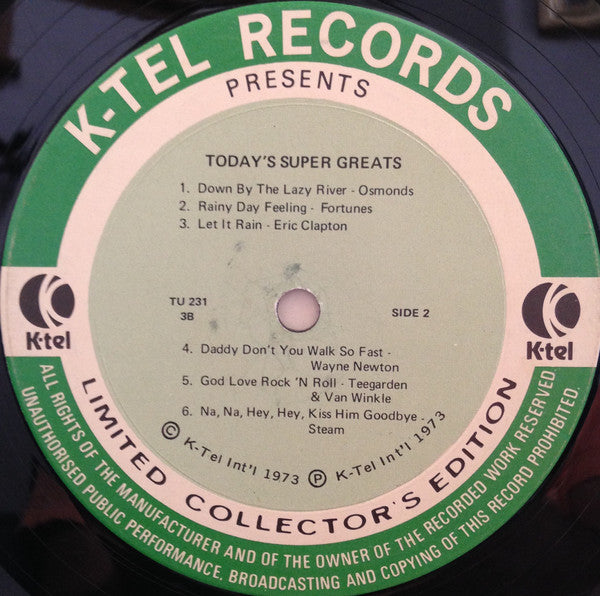 K-TEL RECORDS
PRESENTS
TODAY'S SUPER GREATS
1. Down By The Lazy River - Osmonds
2. Rainy Day Feeling - Fortunes
3. Let It Rain - Eric Clapton
K-tel
TU 231
3B
SIDE 2
K-tel
4. Daddy Don't You Walk So Fast -
Wayne Newton
5. God Love Rock 'N Roll - Teegarden
& Van Winkle
6. Na, Na, Hey, Hey, Kiss Him Goodbye -
Steam
© K-Tel Int'l 1973 ℗ K-Tel Int'l 1973
LIMITED COLLECTOR'S EDITION
ALL RIGHTS OF THE MANUFACTURER AND OF THE OWNER OF THE RECORDED WORK RESERVED.
UNAUTHORISED PUBLIC PERFORMANCE, BROADCASTING AND COPYING OF THIS RECORD PROHIBITED.